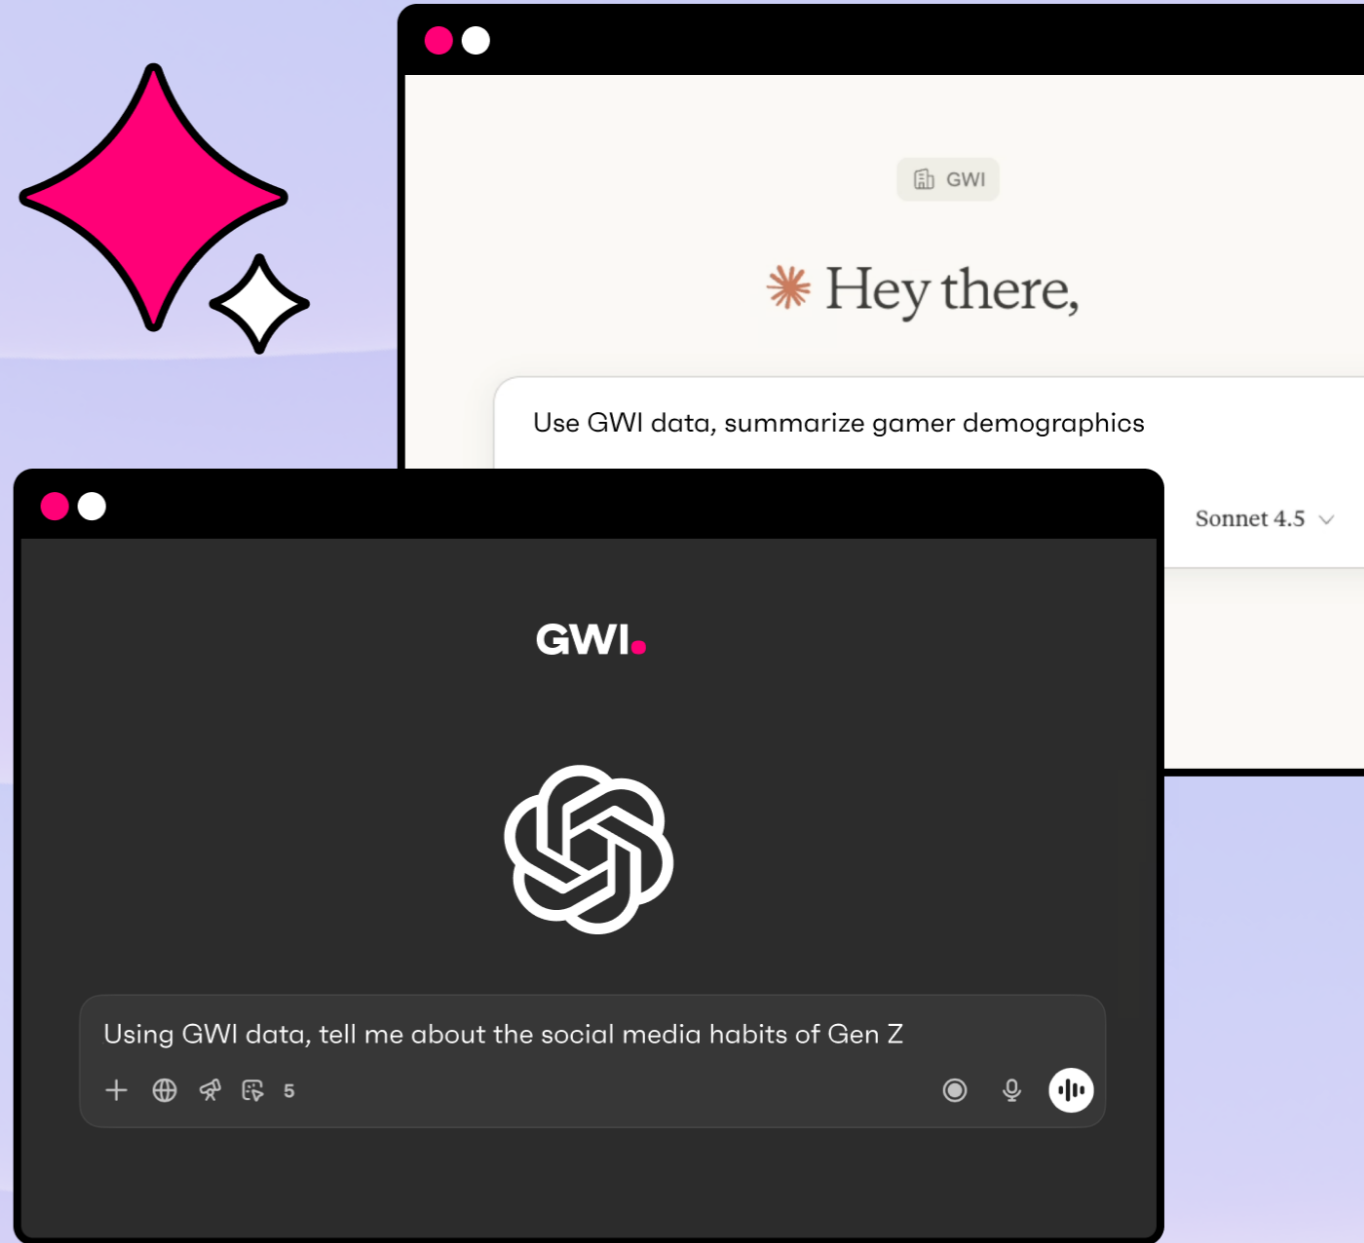 GWI
Hey there,
Use GWI data, summarize gamer demographics
Sonnet 4.5
GWI.
Using GWI data, tell me about the social media habits of Gen Z
5